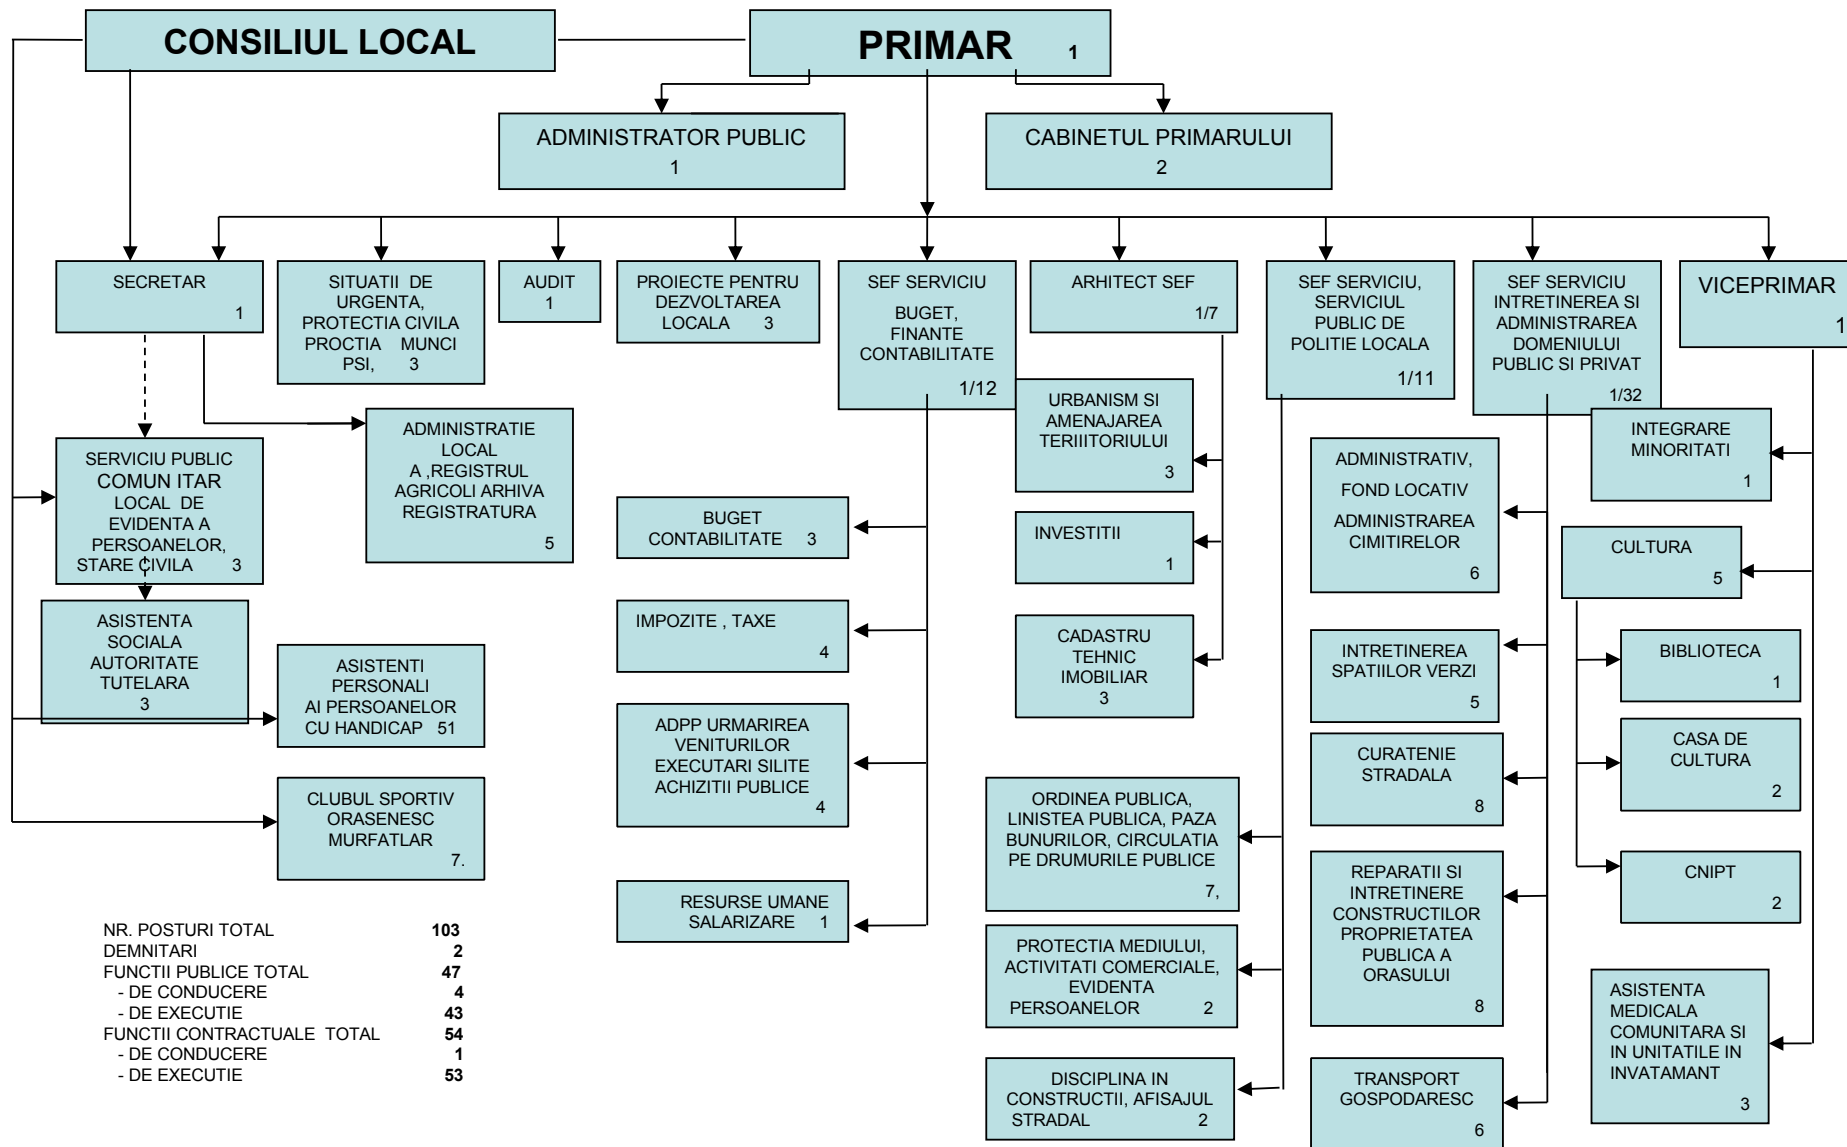 CONSILIUL LOCAL
PRIMAR 1
ADMINISTRATOR PUBLIC
1
CABINETUL PRIMARULUI
2
SECRETAR
1
SITUATII DE
URGENTA,
PROTECTIA CIVILA
PROCTIA MUNCI
PSI, 3
AUDIT
1
PROIECTE PENTRU
DEZVOLTAREA
LOCALA 3
SEF SERVICIU
BUGET,
FINANTE
CONTABILITATE
1/12
ARHITECT SEF
1/7
SEF SERVICIU,
SERVICIUL
PUBLIC DE
POLITIE LOCALA
1/11
SEF SERVICIU
INTRETINEREA SI
ADMINISTRAREA
DOMENIULUI
PUBLIC SI PRIVAT
1/32
VICEPRIMAR
1
SERVICIU PUBLIC
COMUN ITAR
LOCAL DE
EVIDENTA A
PERSOANELOR,
STARE CIVILA 3
ADMINISTRATIE
LOCAL
A ,REGISTRUL
AGRICOLI ARHIVA
REGISTRATURA
5
ASISTENTA
SOCIALA
AUTORITATE
TUTELARA
3
ASISTENTI
PERSONALI
AI PERSOANELOR
CU HANDICAP 51
CLUBUL SPORTIV
ORASENESC
MURFATLAR
7.
BUGET
CONTABILITATE 3
IMPOZITE , TAXE
4
ADPP URMARIREA
VENITURILOR
EXECUTARI SILITE
ACHIZITII PUBLICE
4
RESURSE UMANE
SALARIZARE 1
URBANISM SI
AMENAJAREA
TERIIITORIULUI
3
INVESTITII
1
CADASTRU
TEHNIC
IMOBILIAR
3
ORDINEA PUBLICA,
LINISTEA PUBLICA, PAZA
BUNURILOR, CIRCULATIA
PE DRUMURILE PUBLICE
7,
PROTECTIA MEDIULUI,
ACTIVITATI COMERCIALE,
EVIDENTA
PERSOANELOR 2
DISCIPLINA IN
CONSTRUCTII, AFISAJUL
STRADAL 2
ADMINISTRATIV,
FOND LOCATIV
ADMINISTRAREA
CIMITIRELOR
6
INTRETINEREA
SPATIILOR VERZI
5
CURATENIE
STRADALA
8
REPARATII SI
INTRETINERE
CONSTRUCTILOR
PROPRIETATEA
PUBLICA A
ORASULUI
8
TRANSPORT
GOSPODARESC
6
INTEGRARE
MINORITATI
1
CULTURA
5
BIBLIOTECA
1
CASA DE
CULTURA
2
CNIPT
2
ASISTENTA
MEDICALA
COMUNITARA SI
IN UNITATILE IN
INVATAMANT
3
NR. POSTURI TOTAL 103
DEMNITARI 2
FUNCTII PUBLICE TOTAL 47
- DE CONDUCERE 4
- DE EXECUTIE 43
FUNCTII CONTRACTUALE TOTAL 54
- DE CONDUCERE 1
- DE EXECUTIE 53